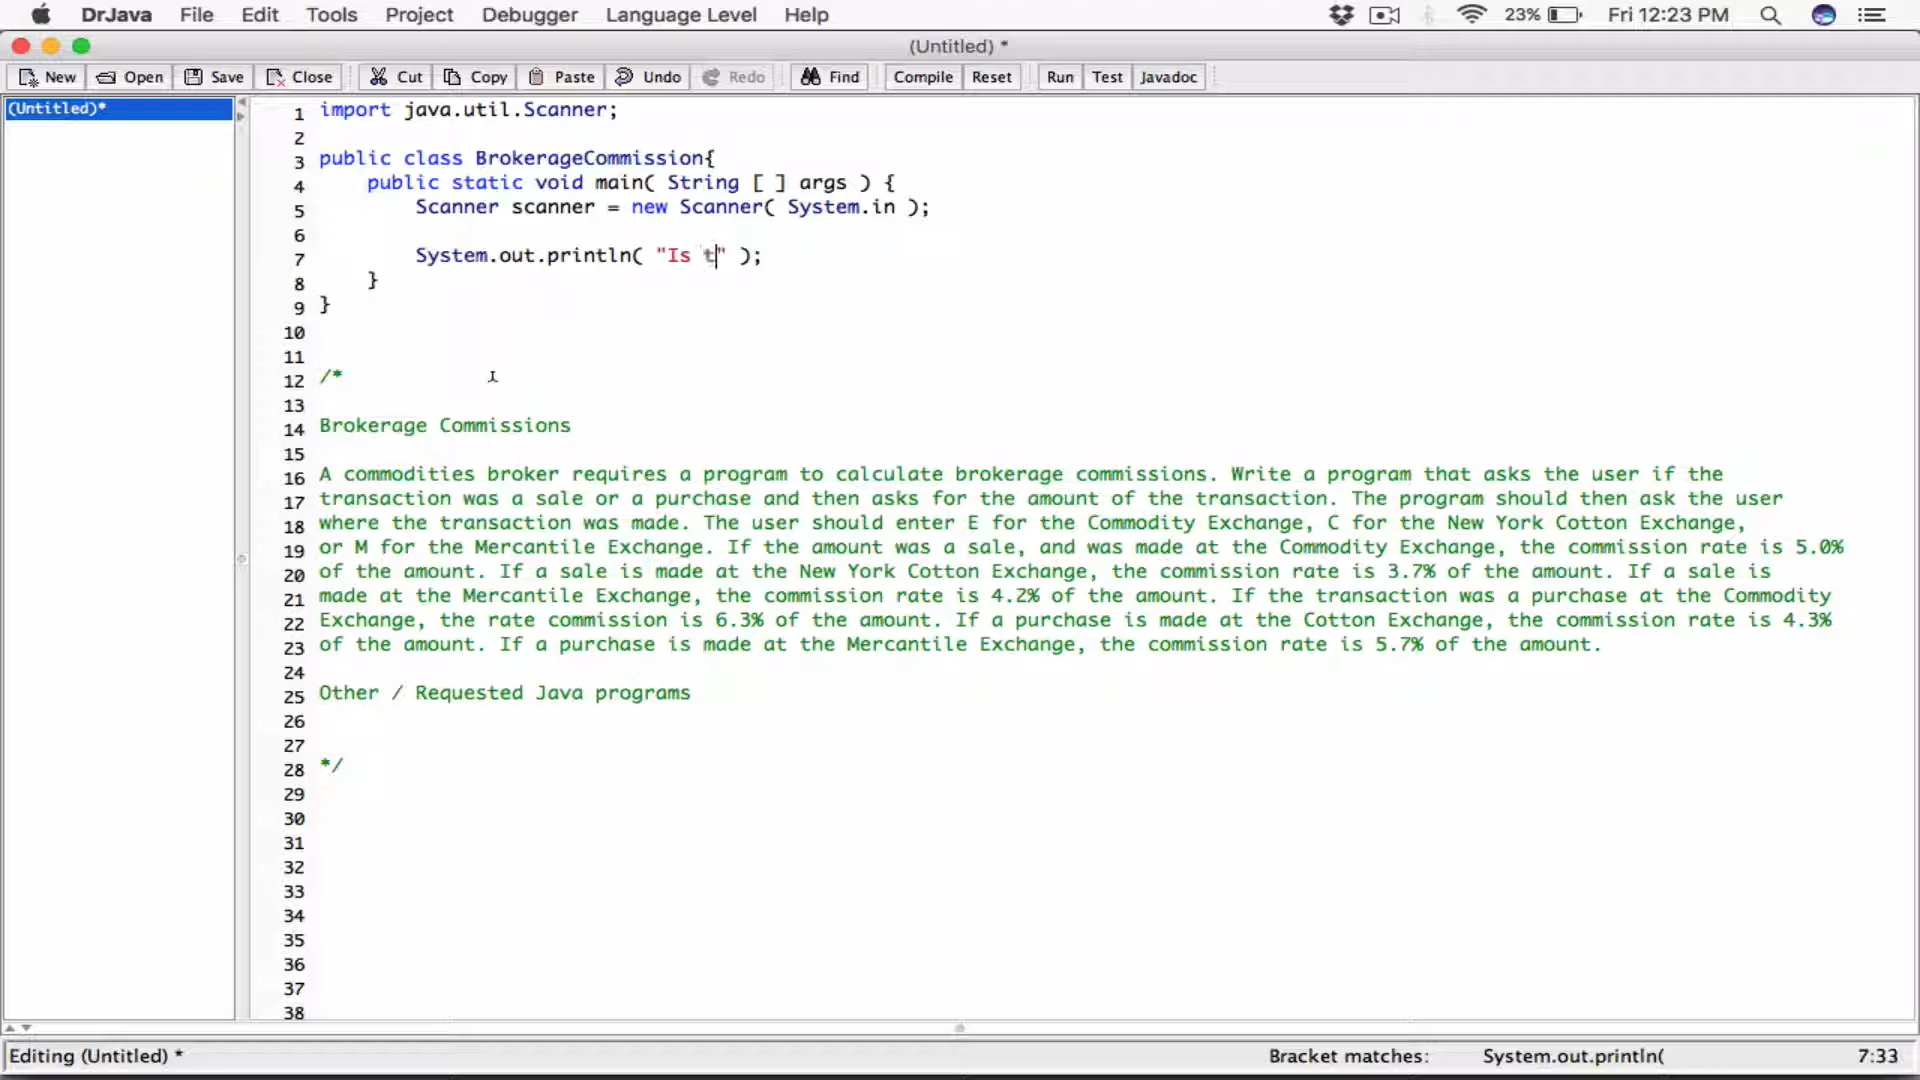 DrJava File Edit Tools Project Debugger Language Level Help 23% Fri 12:23 PM
(Untitled) *
New Open Save Close Cut Copy Paste Undo Redo Find Compile Reset Run Test Javadoc
(Untitled)*
1 import java.util.Scanner;
2
3 public class BrokerageCommission{
4 public static void main( String [ ] args ) {
5 Scanner scanner = new Scanner( System.in );
6
7 System.out.println( "Is t" );
8 }
9 }
10
11
12 /*
13
14 Brokerage Commissions
15
16 A commodities broker requires a program to calculate brokerage commissions. Write a program that asks the user if the
17 transaction was a sale or a purchase and then asks for the amount of the transaction. The program should then ask the user
18 where the transaction was made. The user should enter E for the Commodity Exchange, C for the New York Cotton Exchange,
19 or M for the Mercantile Exchange. If the amount was a sale, and was made at the Commodity Exchange, the commission rate is 5.0%
20 of the amount. If a sale is made at the New York Cotton Exchange, the commission rate is 3.7% of the amount. If a sale is
21 made at the Mercantile Exchange, the commission rate is 4.2% of the amount. If the transaction was a purchase at the Commodity
22 Exchange, the rate commission is 6.3% of the amount. If a purchase is made at the Cotton Exchange, the commission rate is 4.3%
23 of the amount. If a purchase is made at the Mercantile Exchange, the commission rate is 5.7% of the amount.
24
25 Other / Requested Java programs
26
27
28 */
29
30
31
32
33
34
35
36
37
38
Editing (Untitled) * Bracket matches: System.out.println( 7:33